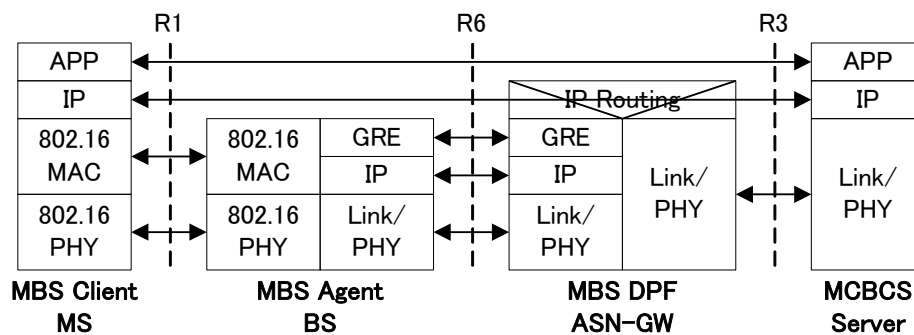 R1
R6
R3
APP
APP
IP
IP Routing
IP
802.16
MAC
802.16
MAC
GRE
GRE
Link/
PHY
Link/
PHY
IP
IP
802.16
PHY
802.16
PHY
Link/
PHY
Link/
PHY
MBS Client
MS
MBS Agent
BS
MBS DPF
ASN-GW
MCBCS
Server